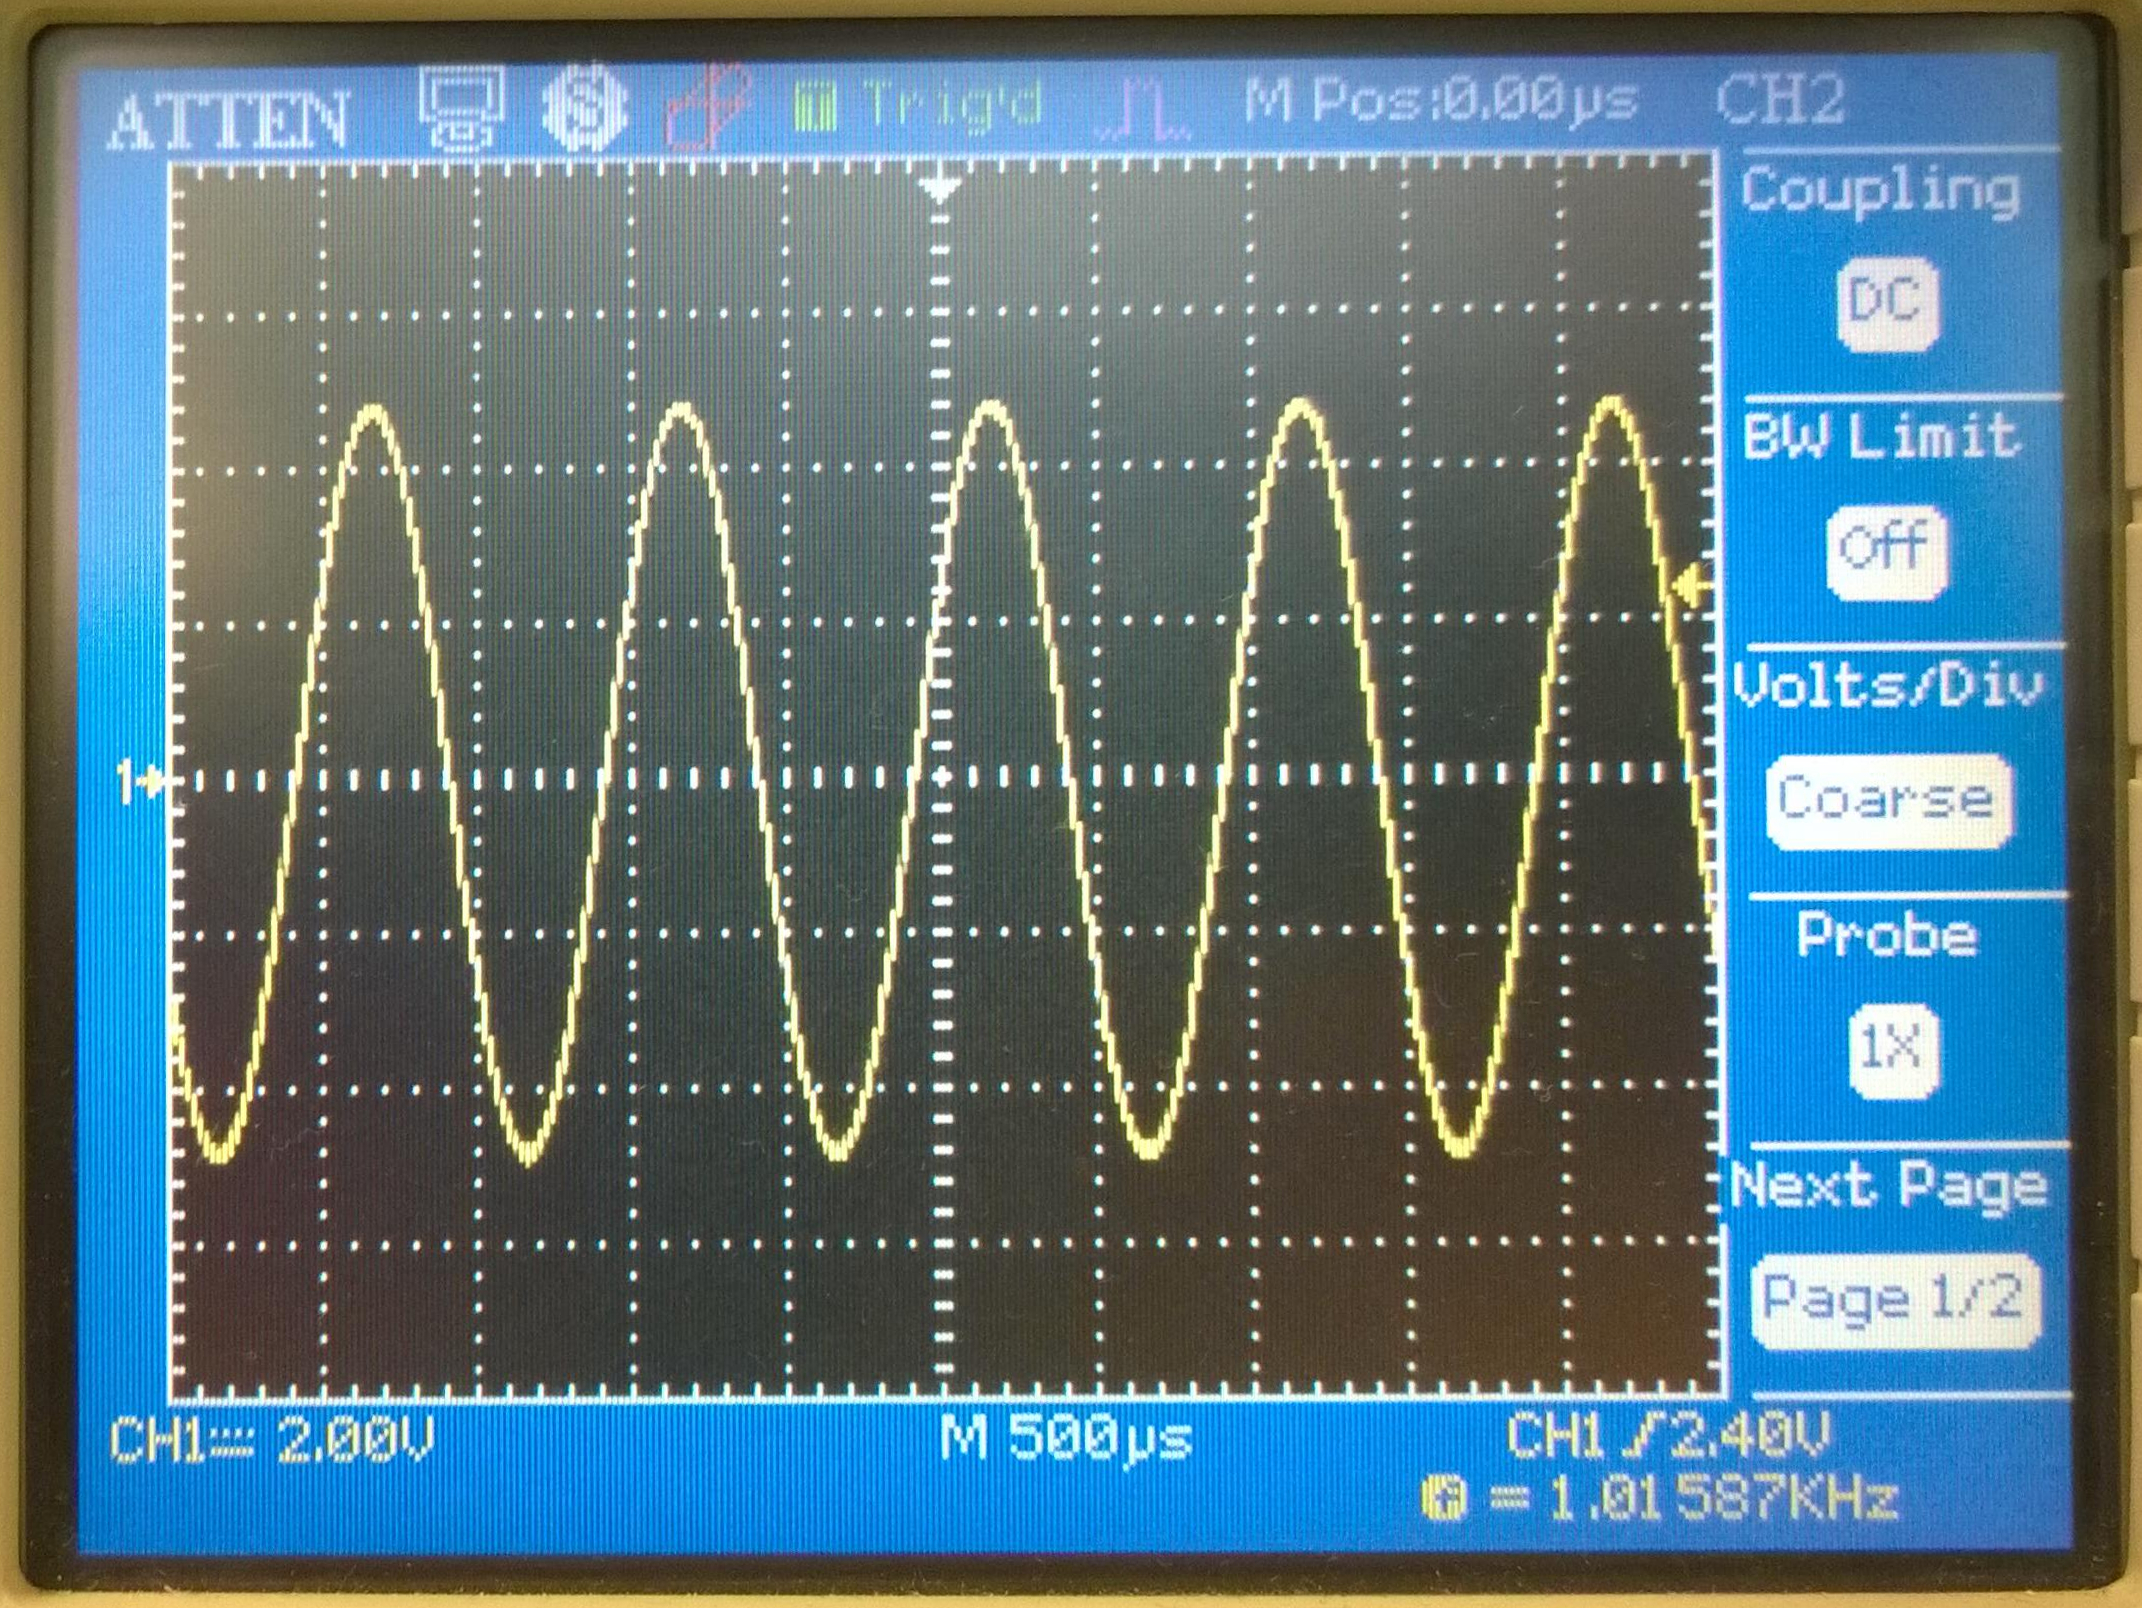 ATTEN T Trig'd M Pos:0.00µs CH2
Coupling
DC
BW Limit
Off
Volts/Div
Coarse
Probe
1X
Next Page
Page 1/2
1
CH1 2.00V M 500µs CH1 2.40V
= 1.01587KHz